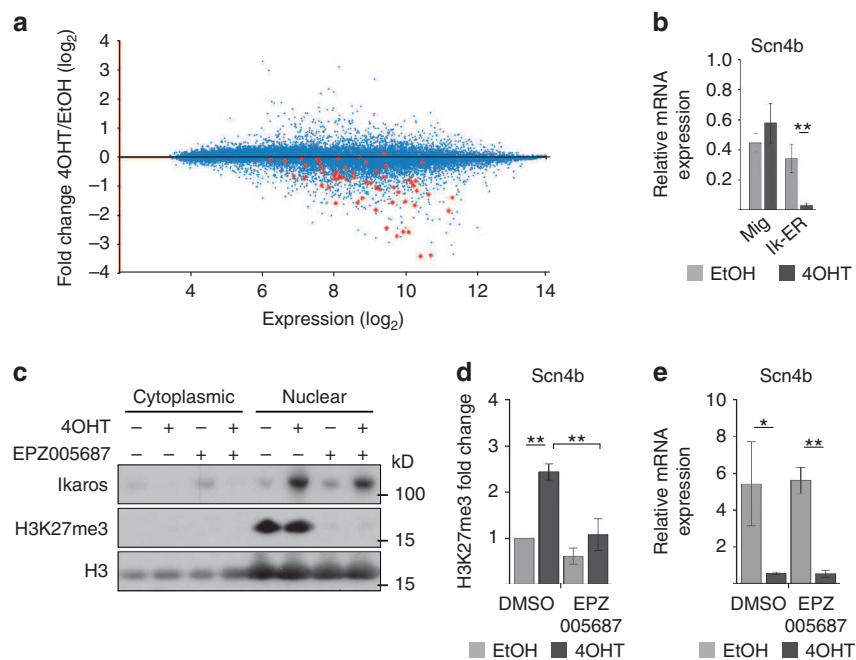 a
Fold change 4OHT/EtOH (log2)
4
3
2
1
0
−1
−2
−3
−4
4
6
8
10
12
14
Expression (log2)
b
Scn4b
Relative mRNA
expression
1.0
0.8
0.6
0.4
0.2
**
Mig
Ik-ER
EtOH
4OHT
c
Cytoplasmic
Nuclear
4OHT
− + − + − + − +
EPZ005687
− − + + − − + +
kD
Ikaros
100
H3K27me3
15
H3
15
d
Scn4b
H3K27me3 fold change
4
3
2
1
**
**
DMSO
EPZ
005687
EtOH
4OHT
e
Scn4b
Relative mRNA
expression
10
8
6
4
2
*
**
DMSO
EPZ
005687
EtOH
4OHT